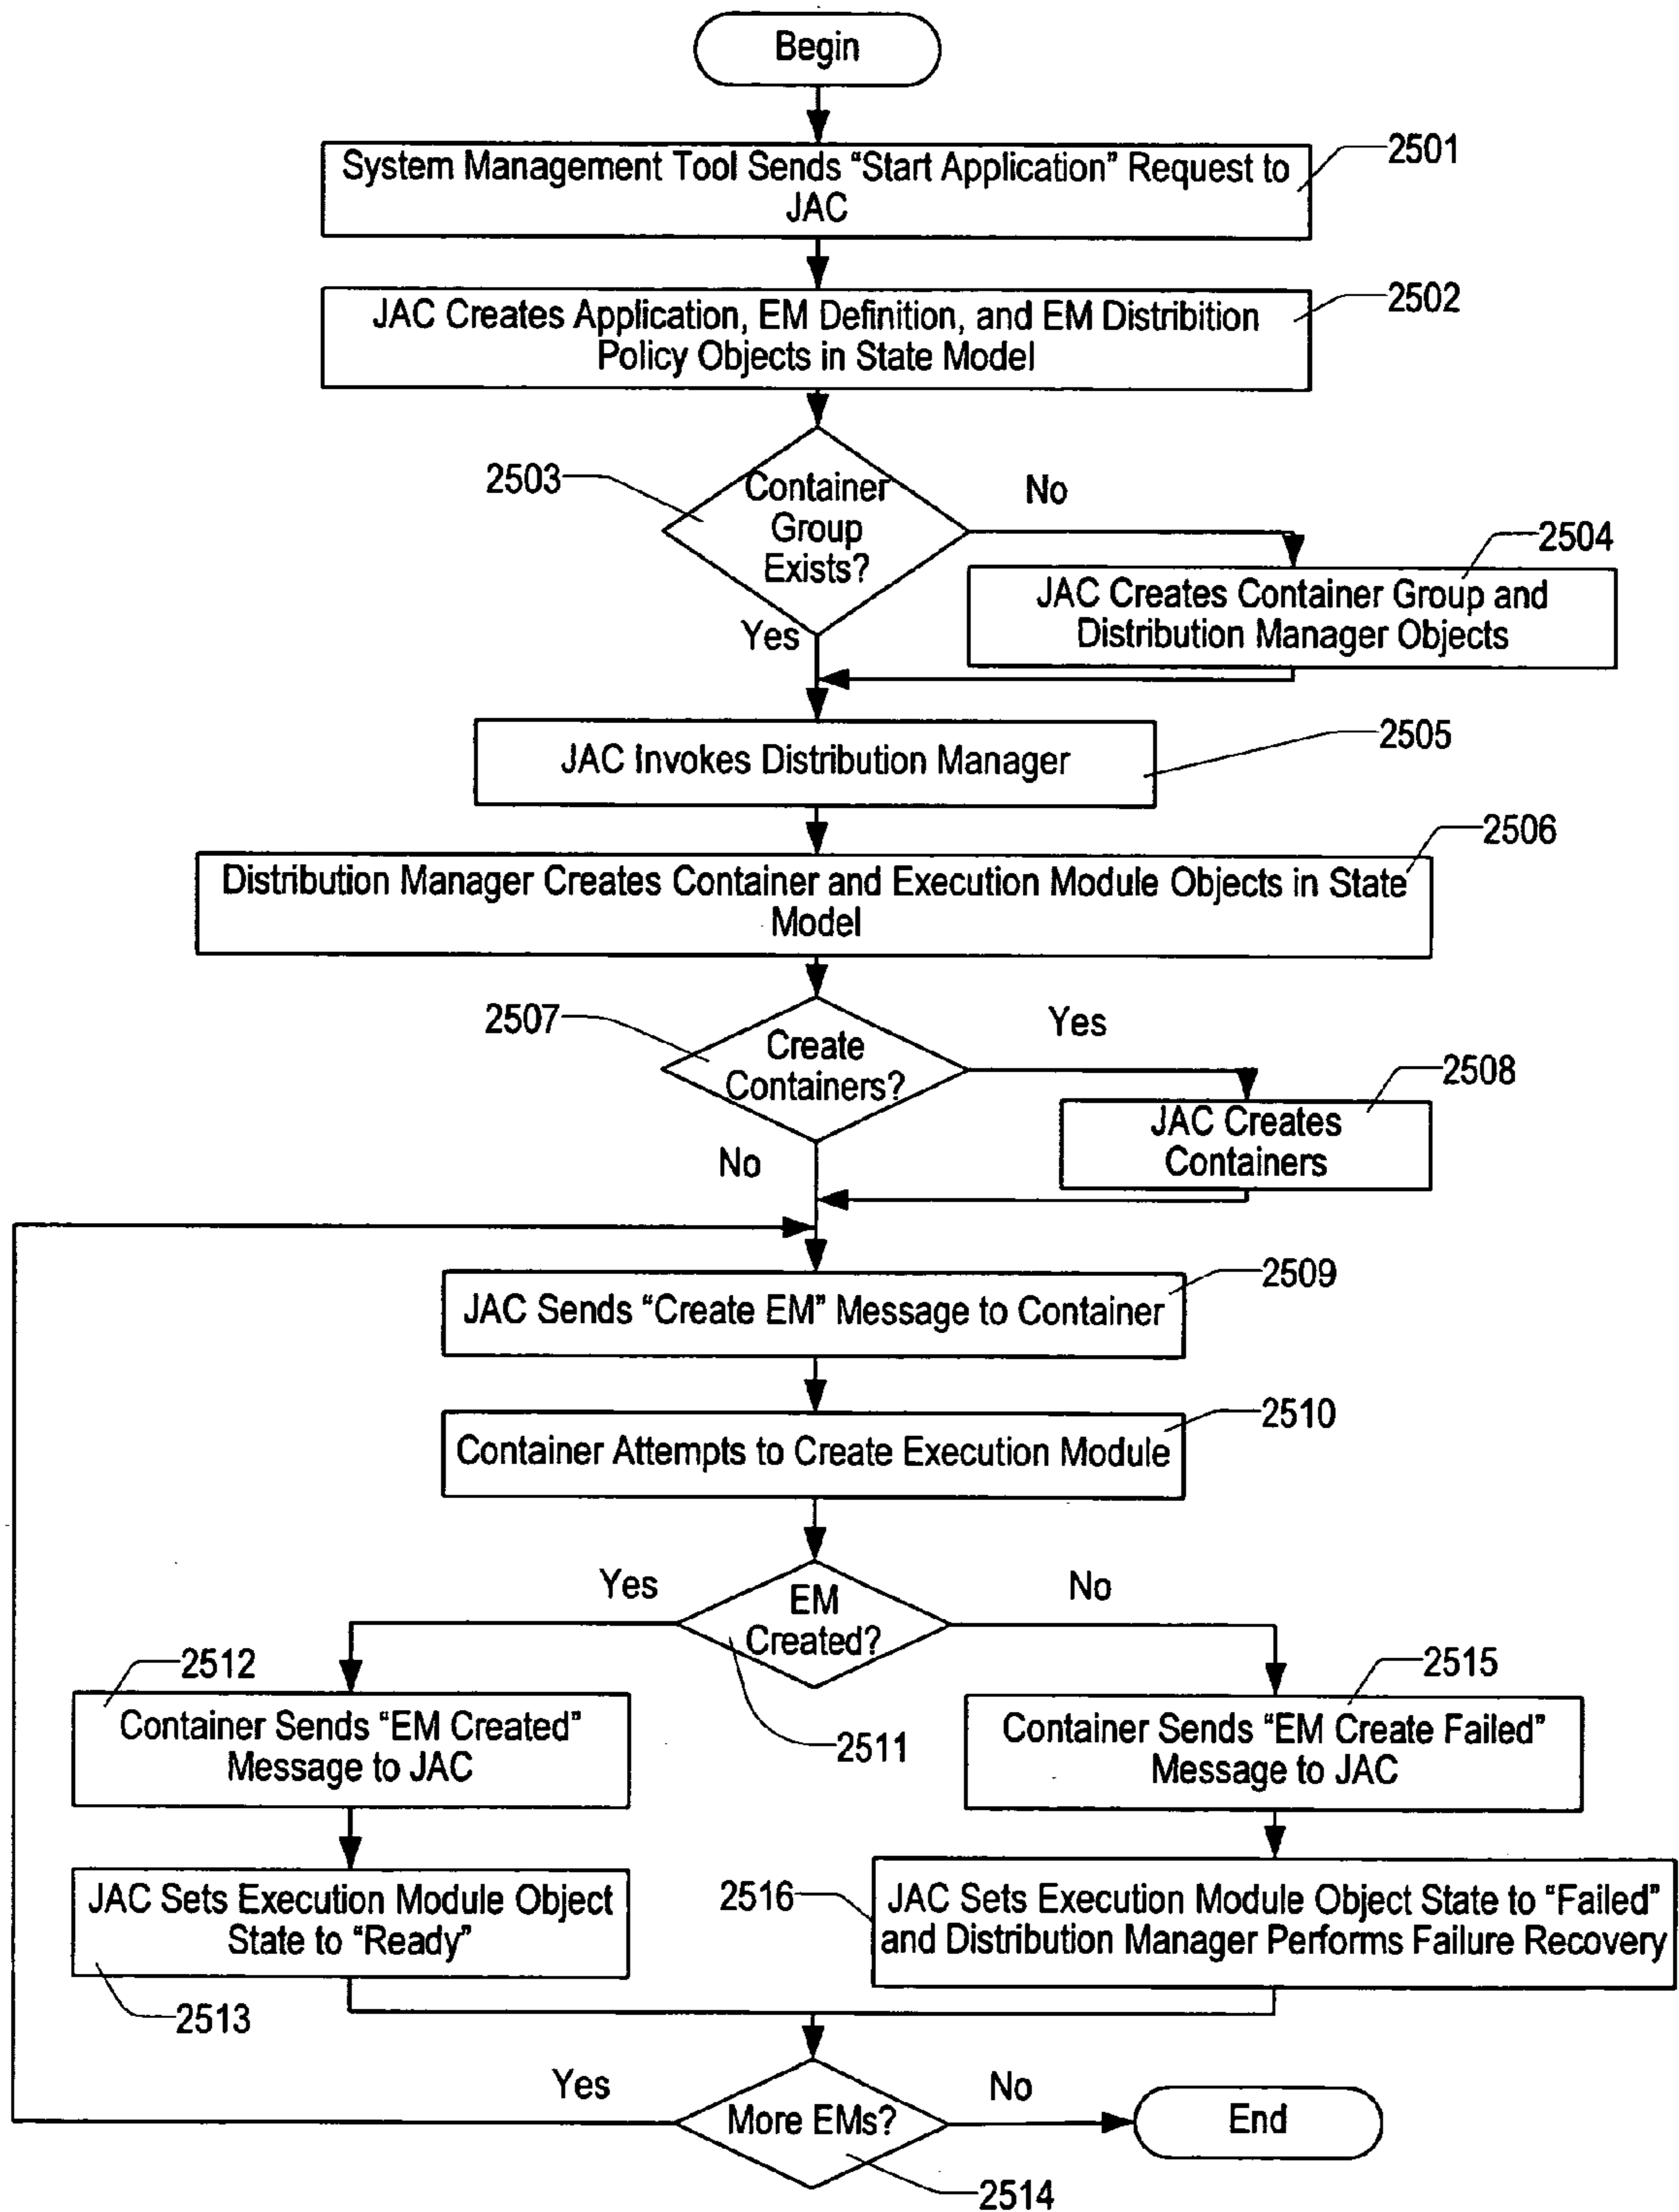 Begin
System Management Tool Sends “Start Application” Request to
JAC
2501
JAC Creates Application, EM Definition, and EM Distribition
Policy Objects in State Model
2502
2503
Container
Group
Exists?
No
Yes
2504
JAC Creates Container Group and
Distribution Manager Objects
JAC Invokes Distribution Manager
2505
2506
Distribution Manager Creates Container and Execution Module Objects in State
Model
2507
Create
Containers?
Yes
No
2508
JAC Creates
Containers
2509
JAC Sends “Create EM” Message to Container
2510
Container Attempts to Create Execution Module
Yes
EM
Created?
No
2511
2512
Container Sends “EM Created”
Message to JAC
2515
Container Sends “EM Create Failed”
Message to JAC
JAC Sets Execution Module Object
State to “Ready”
2513
2516
JAC Sets Execution Module Object State to “Failed”
and Distribution Manager Performs Failure Recovery
Yes
More EMs?
No
End
2514